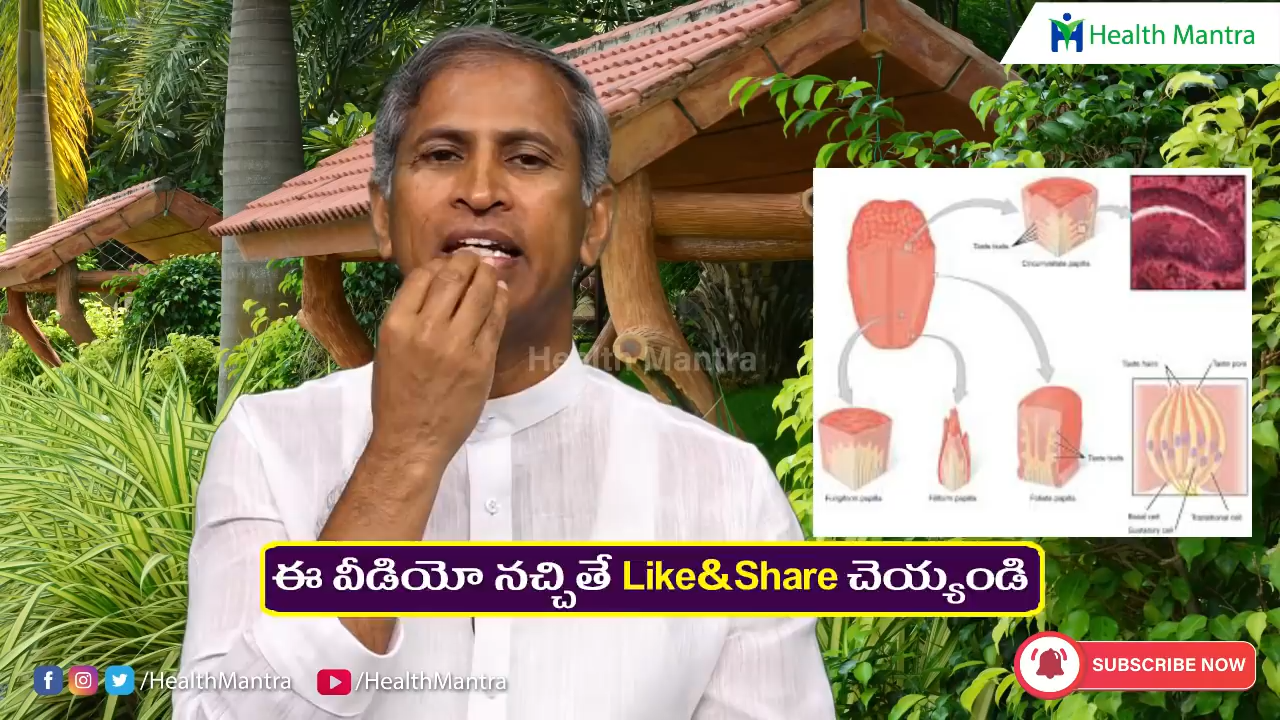 Health Mantra
Taste buds
Circumvallate papilla
Health Mantra
Taste hairs
Taste pore
Taste buds
Fungiform papilla
Filiform papilla
Foliate papilla
Basal cell
Transitional cell
Gustatory cell
ఈ వీడియో నచ్చితే Like&Share చెయ్యండి
SUBSCRIBE NOW
/HealthMantra
/HealthMantra